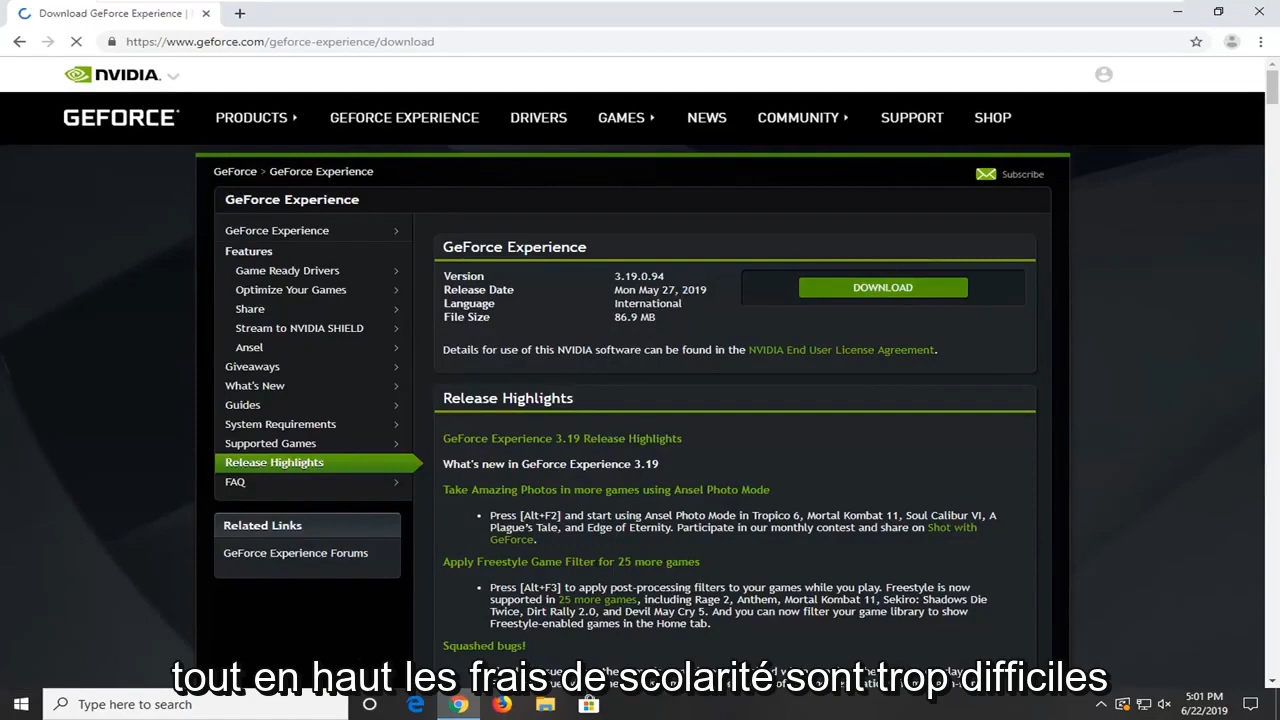 Download GeForce Experience |
https://www.geforce.com/geforce-experience/download
NVIDIA.
GEFORCE
PRODUCTS
GEFORCE EXPERIENCE
DRIVERS
GAMES
NEWS
COMMUNITY
SUPPORT
SHOP
GeForce > GeForce Experience
Subscribe
GeForce Experience
GeForce Experience
Features
Game Ready Drivers
Optimize Your Games
Share
Stream to NVIDIA SHIELD
Ansel
Giveaways
What's New
Guides
System Requirements
Supported Games
Release Highlights
FAQ
Related Links
GeForce Experience Forums
GeForce Experience
Version 3.19.0.94
Release Date Mon May 27, 2019
Language International
File Size 86.9 MB
DOWNLOAD
Details for use of this NVIDIA software can be found in the NVIDIA End User License Agreement.
Release Highlights
GeForce Experience 3.19 Release Highlights
What's new in GeForce Experience 3.19
Take Amazing Photos in more games using Ansel Photo Mode
• Press [Alt+F2] and start using Ansel Photo Mode in Tropico 6, Mortal Kombat 11, Soul Calibur VI, A
Plague's Tale, and Edge of Eternity. Participate in our monthly contest and share on Shot with
GeForce.
Apply Freestyle Game Filter for 25 more games
• Press [Alt+F3] to apply post-processing filters to your games while you play. Freestyle is now
supported in 25 more games, including Rage 2, Anthem, Mortal Kombat 11, Sekiro: Shadows Die
Twice, Dirt Rally 2.0, and Devil May Cry 5. And you can now filter your game library to show
Freestyle-enabled games in the Home tab.
Squashed bugs!
tout en haut les frais de scolarité sont trop difficiles
Type here to search
5:01 PM
6/22/2019